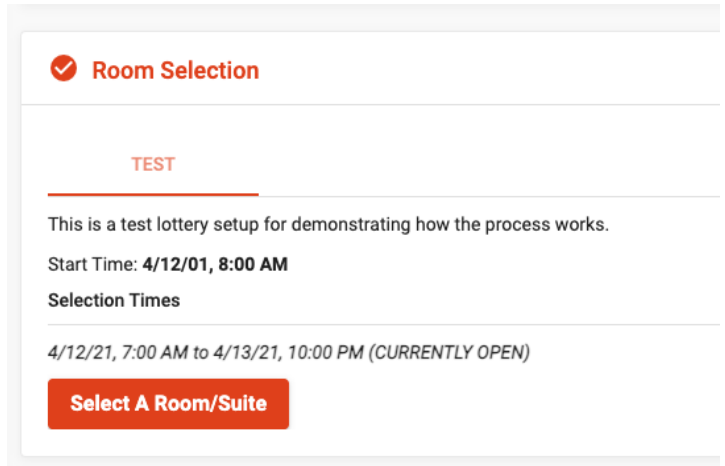 Room Selection
TEST
This is a test lottery setup for demonstrating how the process works.
Start Time: 4/12/01, 8:00 AM
Selection Times
4/12/21, 7:00 AM to 4/13/21, 10:00 PM (CURRENTLY OPEN)
Select A Room/Suite